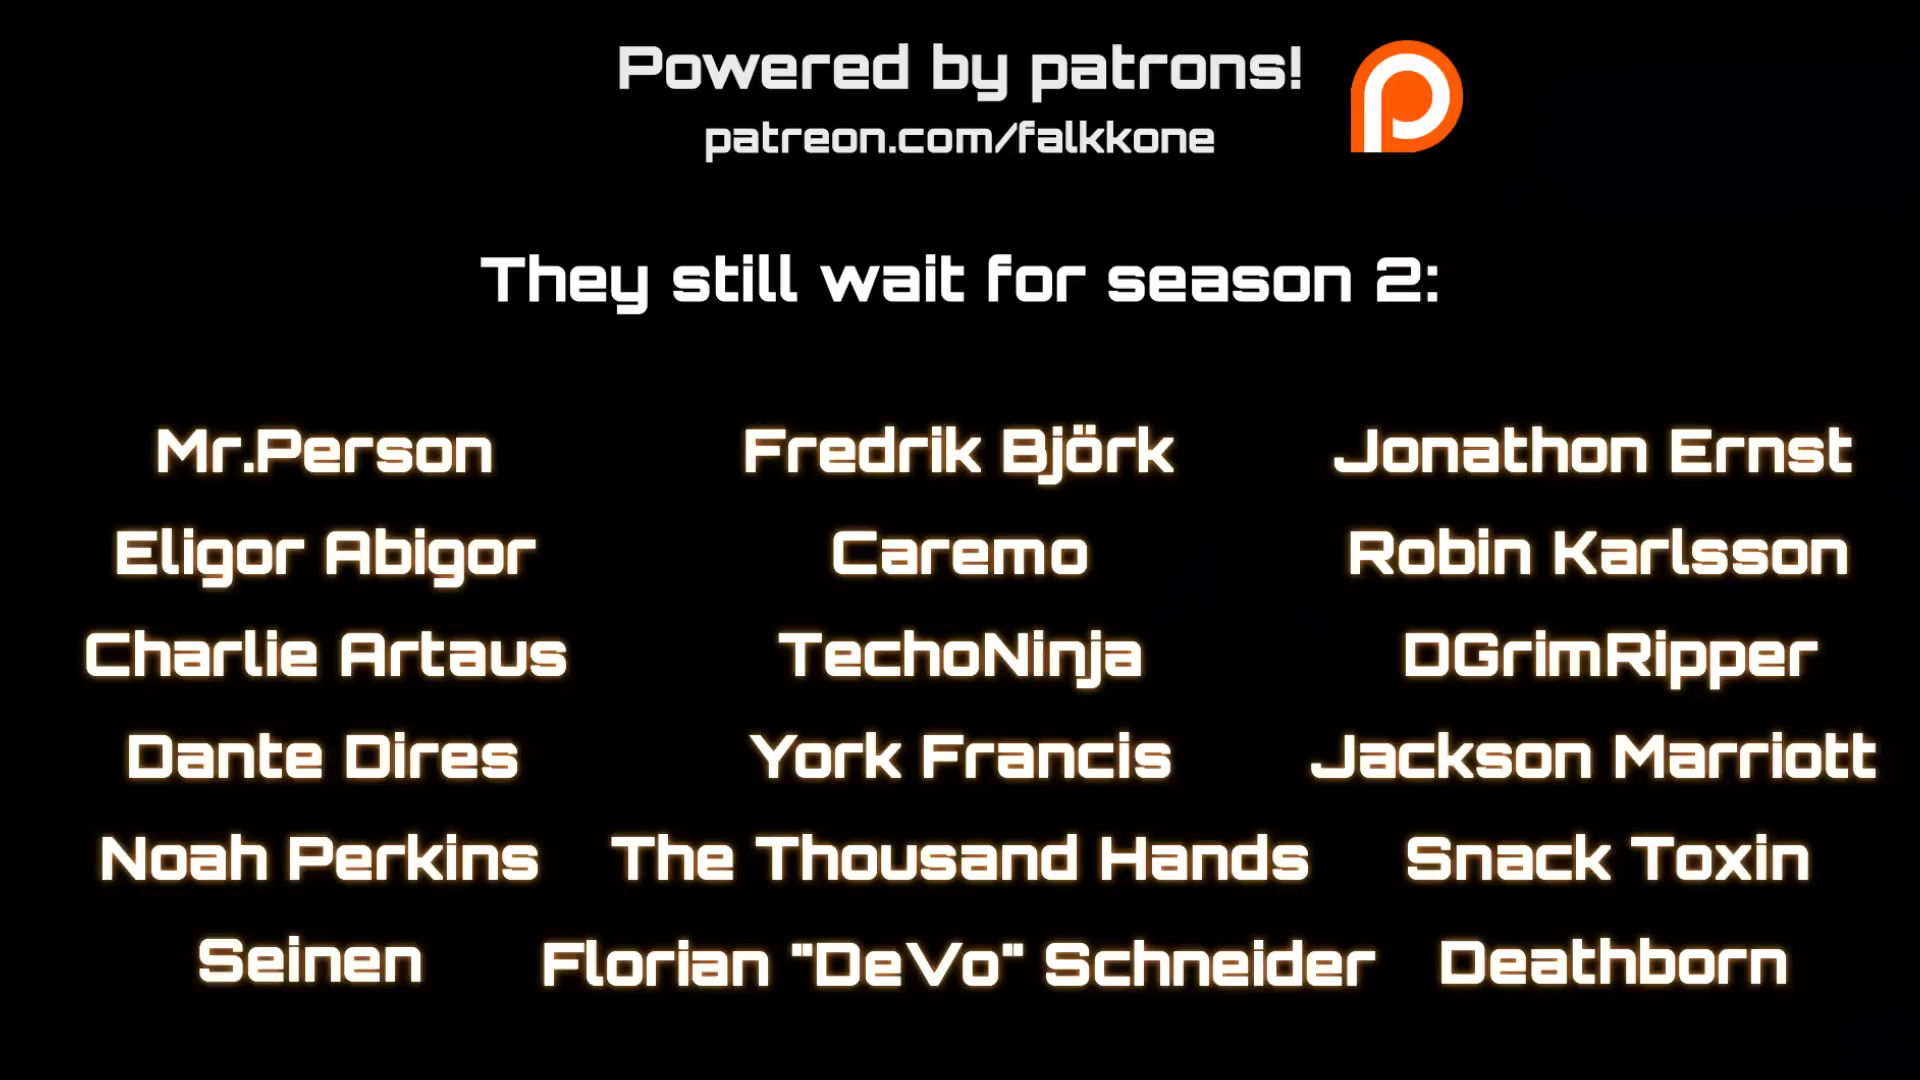 Powered by patrons!
patreon.com/falkkone
They still wait for season 2:
Mr.Person
Fredrik Björk
Jonathon Ernst
Eligor Abigor
Caremo
Robin Karlsson
Charlie Artaus
TechoNinja
DGrimRipper
Dante Dires
York Francis
Jackson Marriott
Noah Perkins
The Thousand Hands
Snack Toxin
Seinen
Florian "DeVo" Schneider
Deathborn